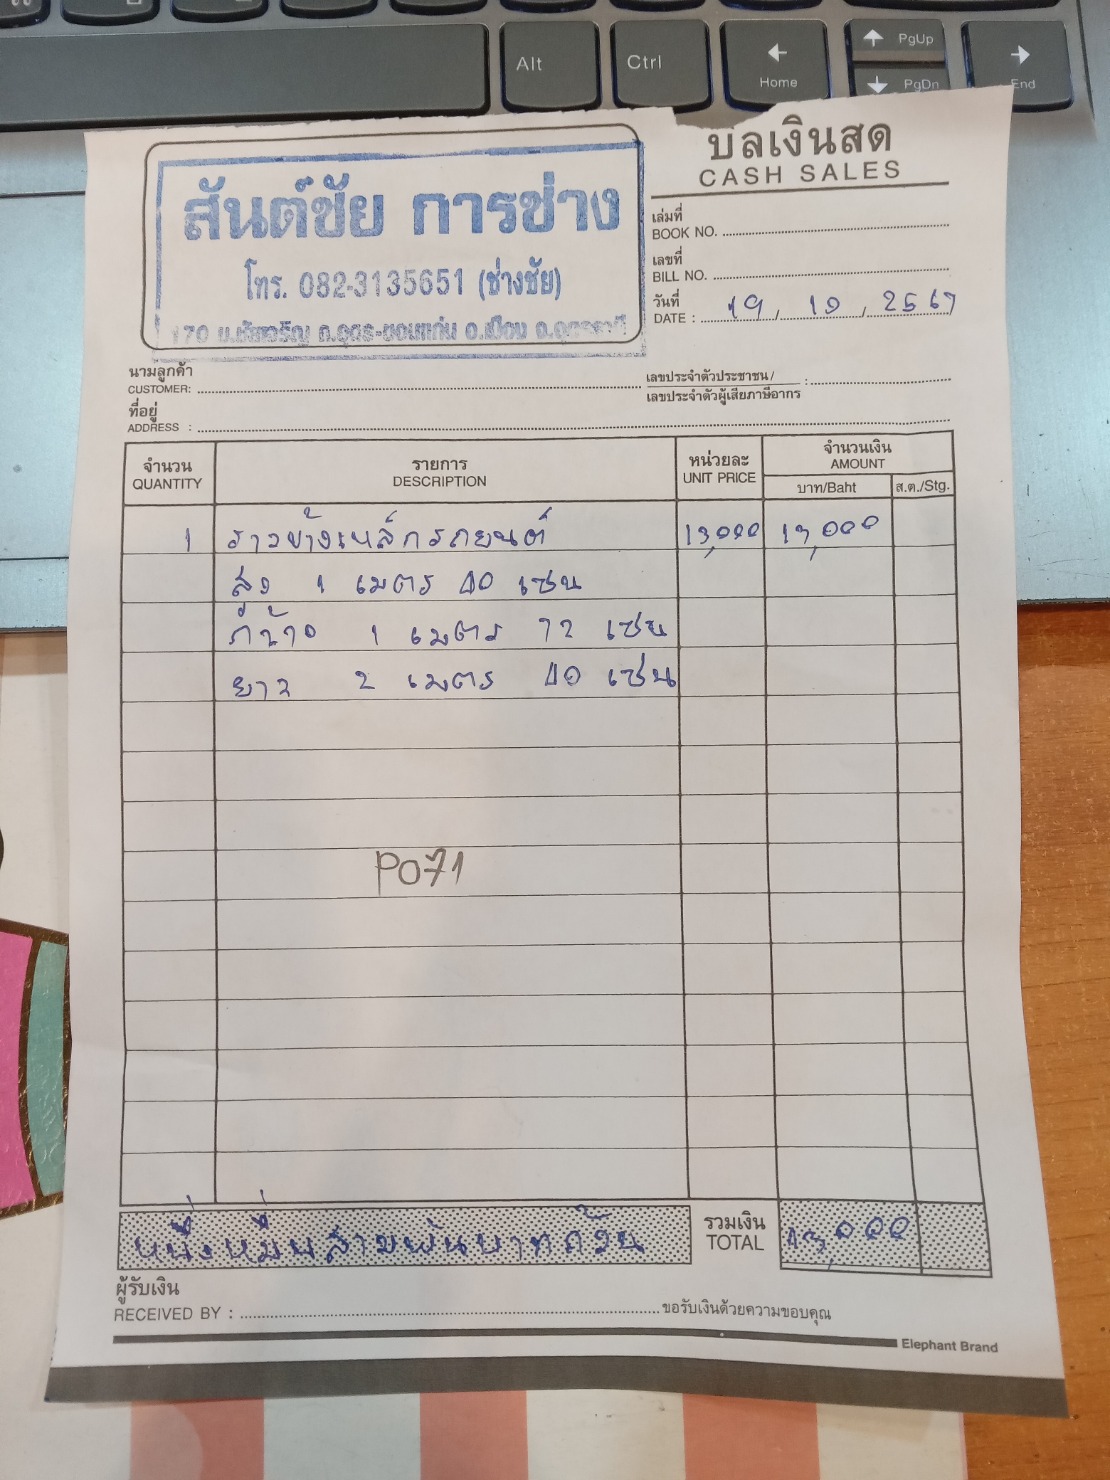 Alt
Ctrl
Home
PgUp
PgDn
End
บิลเงินสด
CASH SALES
สันต์ชัย การช่าง
โทร. 082-3135651 (ช่างชัย)
170
เล่มที่
BOOK NO.
เลขที่
BILL NO.
วันที่
DATE : 19, 10, 2567
นามลูกค้า
CUSTOMER:
เลขประจำตัวประชาชน /
เลขประจำตัวผู้เสียภาษีอากร :
ที่อยู่
ADDRESS :
จำนวน รายการ หน่วยละ จำนวนเงิน
QUANTITY DESCRIPTION UNIT PRICE AMOUNT
บาท/Baht ส.ต./Stg.
1 ราวข้างเหล็กรถยนต์ 13,000 13,000
สูง 1 เมตร 40 เซน
กว้าง 1 เมตร 72 เซน
ยาว 2 เมตร 40 เซน
P071
หนึ่งหมื่นสามพันบาทถ้วน รวมเงิน 13,000
TOTAL
ผู้รับเงิน
RECEIVED BY : ขอรับเงินด้วยความขอบคุณ
Elephant Brand